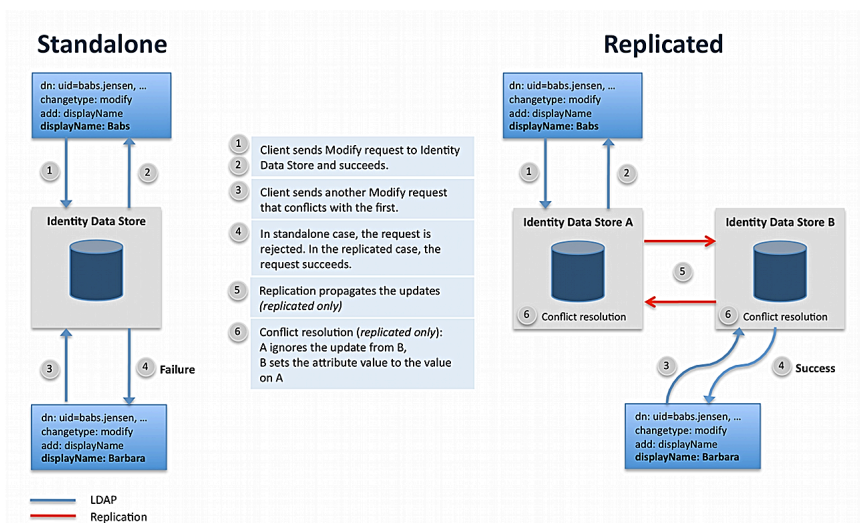 Standalone
Replicated
dn: uid=babs.jensen, ...
changetype: modify
add: displayName
displayName: Babs
1
2
Identity Data Store
3
4
Failure
dn: uid=babs.jensen, ...
changetype: modify
add: displayName
displayName: Barbara
LDAP
Replication
1
2
Client sends Modify request to Identity
Data Store and succeeds.
3
Client sends another Modify request
that conflicts with the first.
4
In standalone case, the request is
rejected. In the replicated case, the
request succeeds.
5
Replication propagates the updates
(replicated only)
6
Conflict resolution (replicated only):
A ignores the update from B,
B sets the attribute value to the value
on A
dn: uid=babs.jensen, ...
changetype: modify
add: displayName
displayName: Babs
1
2
Identity Data Store A
Identity Data Store B
5
6 Conflict resolution
6 Conflict resolution
3
4
Success
dn: uid=babs.jensen, ...
changetype: modify
add: displayName
displayName: Barbara